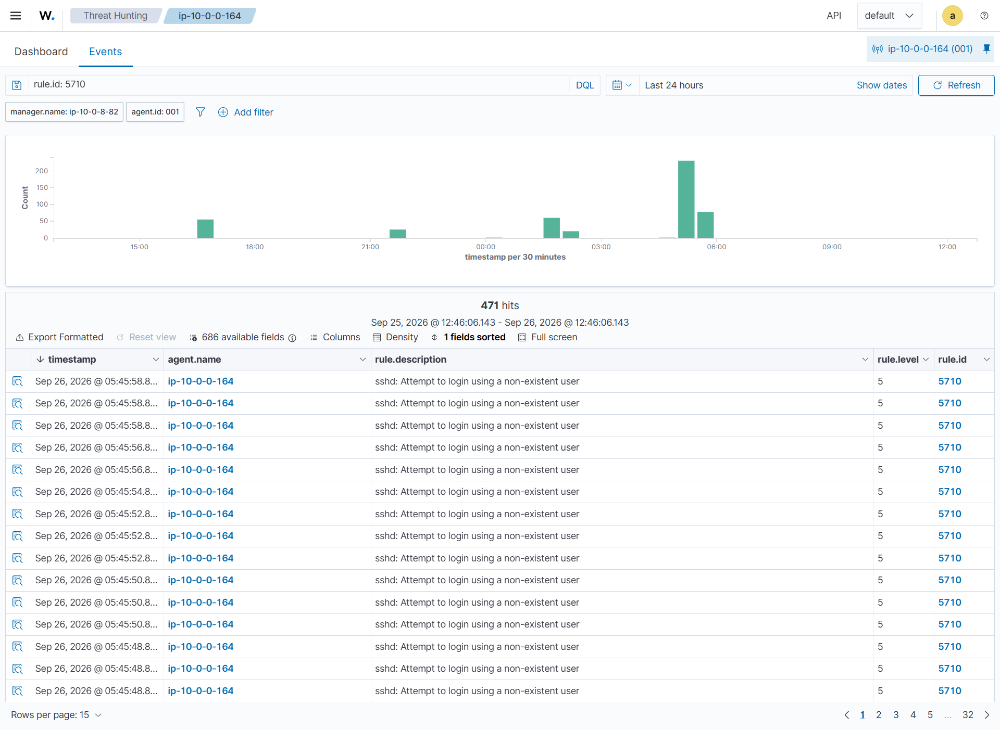 W. Threat Hunting ip-10-0-0-164 API default a
Dashboard Events ip-10-0-0-164 (001)
rule.id: 5710 DQL Last 24 hours Show dates Refresh
manager.name: ip-10-0-8-82 agent.id: 001 Add filter
Count
200
150
100
50
0
15:00 18:00 21:00 00:00 03:00 06:00 09:00 12:00
timestamp per 30 minutes
471 hits
Sep 25, 2026 @ 12:46:06.143 - Sep 26, 2026 @ 12:46:06.143
Export Formatted Reset view 686 available fields Columns Density 1 fields sorted Full screen
timestamp agent.name rule.description rule.level rule.id
Sep 26, 2026 @ 05:45:58.8... ip-10-0-0-164 sshd: Attempt to login using a non-existent user 5 5710
Sep 26, 2026 @ 05:45:58.8... ip-10-0-0-164 sshd: Attempt to login using a non-existent user 5 5710
Sep 26, 2026 @ 05:45:58.8... ip-10-0-0-164 sshd: Attempt to login using a non-existent user 5 5710
Sep 26, 2026 @ 05:45:56.8... ip-10-0-0-164 sshd: Attempt to login using a non-existent user 5 5710
Sep 26, 2026 @ 05:45:56.8... ip-10-0-0-164 sshd: Attempt to login using a non-existent user 5 5710
Sep 26, 2026 @ 05:45:54.8... ip-10-0-0-164 sshd: Attempt to login using a non-existent user 5 5710
Sep 26, 2026 @ 05:45:52.8... ip-10-0-0-164 sshd: Attempt to login using a non-existent user 5 5710
Sep 26, 2026 @ 05:45:52.8... ip-10-0-0-164 sshd: Attempt to login using a non-existent user 5 5710
Sep 26, 2026 @ 05:45:52.8... ip-10-0-0-164 sshd: Attempt to login using a non-existent user 5 5710
Sep 26, 2026 @ 05:45:50.8... ip-10-0-0-164 sshd: Attempt to login using a non-existent user 5 5710
Sep 26, 2026 @ 05:45:50.8... ip-10-0-0-164 sshd: Attempt to login using a non-existent user 5 5710
Sep 26, 2026 @ 05:45:50.8... ip-10-0-0-164 sshd: Attempt to login using a non-existent user 5 5710
Sep 26, 2026 @ 05:45:48.8... ip-10-0-0-164 sshd: Attempt to login using a non-existent user 5 5710
Sep 26, 2026 @ 05:45:48.8... ip-10-0-0-164 sshd: Attempt to login using a non-existent user 5 5710
Sep 26, 2026 @ 05:45:48.8... ip-10-0-0-164 sshd: Attempt to login using a non-existent user 5 5710
Rows per page: 15 1 2 3 4 5 ... 32